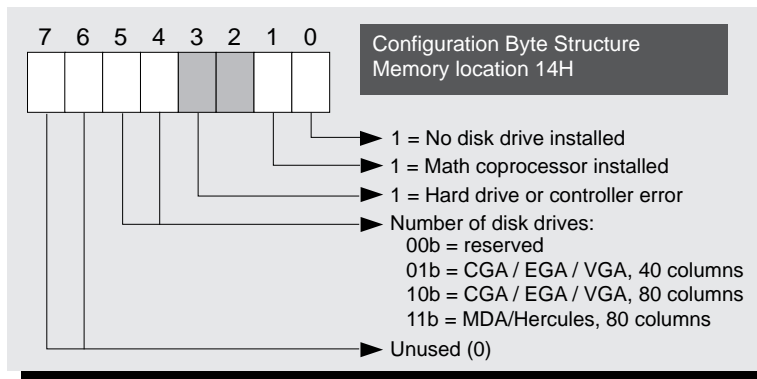 7 6 5 4 3 2 1 0
Configuration Byte Structure
Memory location 14H
1 = No disk drive installed
1 = Math coprocessor installed
1 = Hard drive or controller error
Number of disk drives:
00b = reserved
01b = CGA / EGA / VGA, 40 columns
10b = CGA / EGA / VGA, 80 columns
11b = MDA/Hercules, 80 columns
Unused (0)